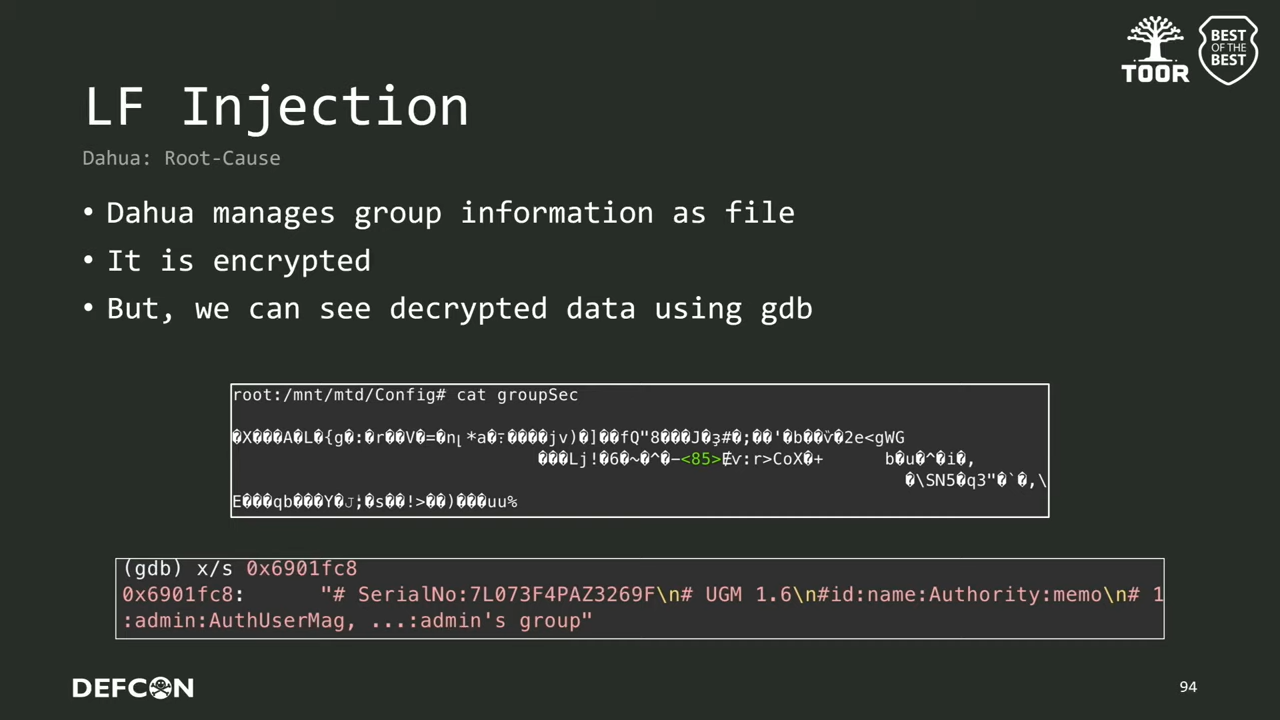 TOOR
BEST
OF THE
BEST
LF Injection
Dahua: Root-Cause
• Dahua manages group information as file
• It is encrypted
• But, we can see decrypted data using gdb
root:/mnt/mtd/Config# cat groupSec
(gdb) x/s 0x6901fc8
0x6901fc8: "# SerialNo:7L073F4PAZ3269F\n# UGM 1.6\n#id:name:Authority:memo\n# 1
:admin:AuthUserMag, ...:admin's group"
DEFCON
94